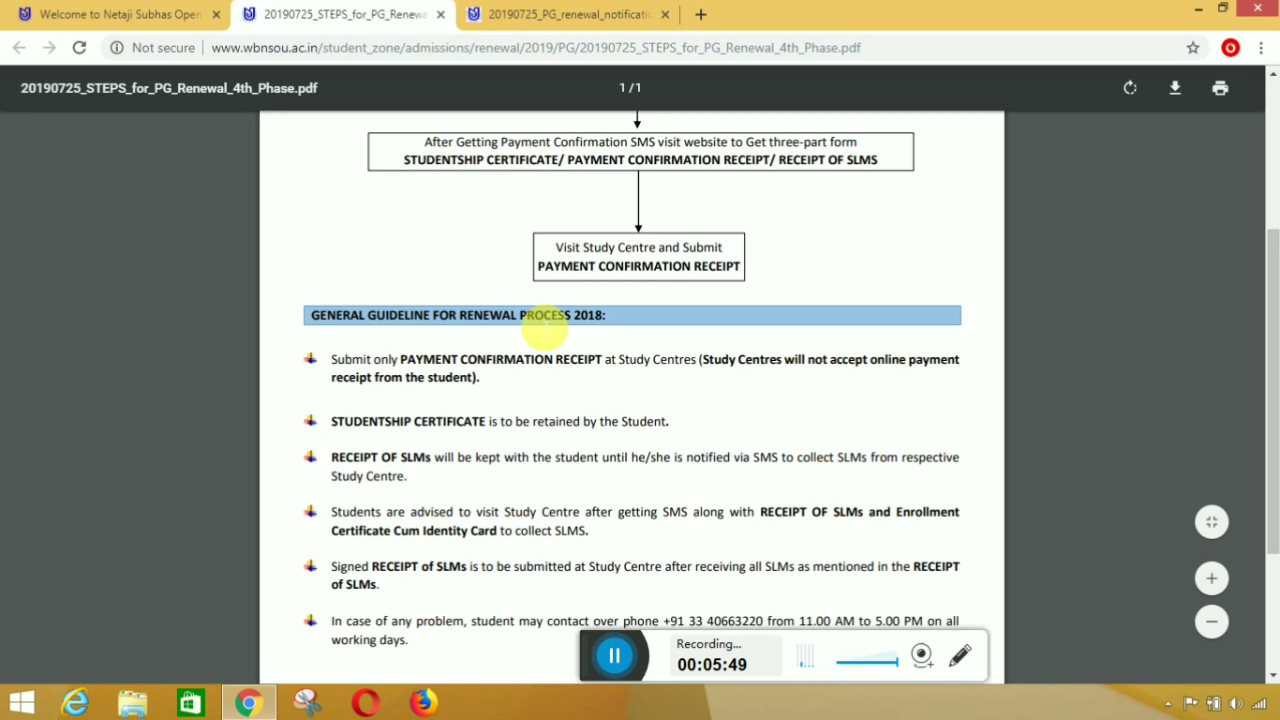 Welcome to Netaji Subhas Open
20190725_STEPS_for_PG_Renewa
20190725_PG_renewal_notificatio
Not secure
www.wbnsou.ac.in/student_zone/admissions/renewal/2019/PG/20190725_STEPS_for_PG_Renewal_4th_Phase.pdf
20190725_STEPS_for_PG_Renewal_4th_Phase.pdf
1/1
After Getting Payment Confirmation SMS visit website to Get three-part form
STUDENTSHIP CERTIFICATE/ PAYMENT CONFIRMATION RECEIPT/ RECEIPT OF SLMS
Visit Study Centre and Submit
PAYMENT CONFIRMATION RECEIPT
GENERAL GUIDELINE FOR RENEWAL PROCESS 2018:
Submit only PAYMENT CONFIRMATION RECEIPT at Study Centres (Study Centres will not accept online payment
receipt from the student).
STUDENTSHIP CERTIFICATE is to be retained by the Student.
RECEIPT OF SLMs will be kept with the student until he/she is notified via SMS to collect SLMs from respective
Study Centre.
Students are advised to visit Study Centre after getting SMS along with RECEIPT OF SLMs and Enrollment
Certificate Cum Identity Card to collect SLMS.
Signed RECEIPT of SLMs is to be submitted at Study Centre after receiving all SLMs as mentioned in the RECEIPT
of SLMs.
In case of any problem, student may contact over phone +91 33 40663220 from 11.00 AM to 5.00 PM on all
working days.
Recording...
00:05:49